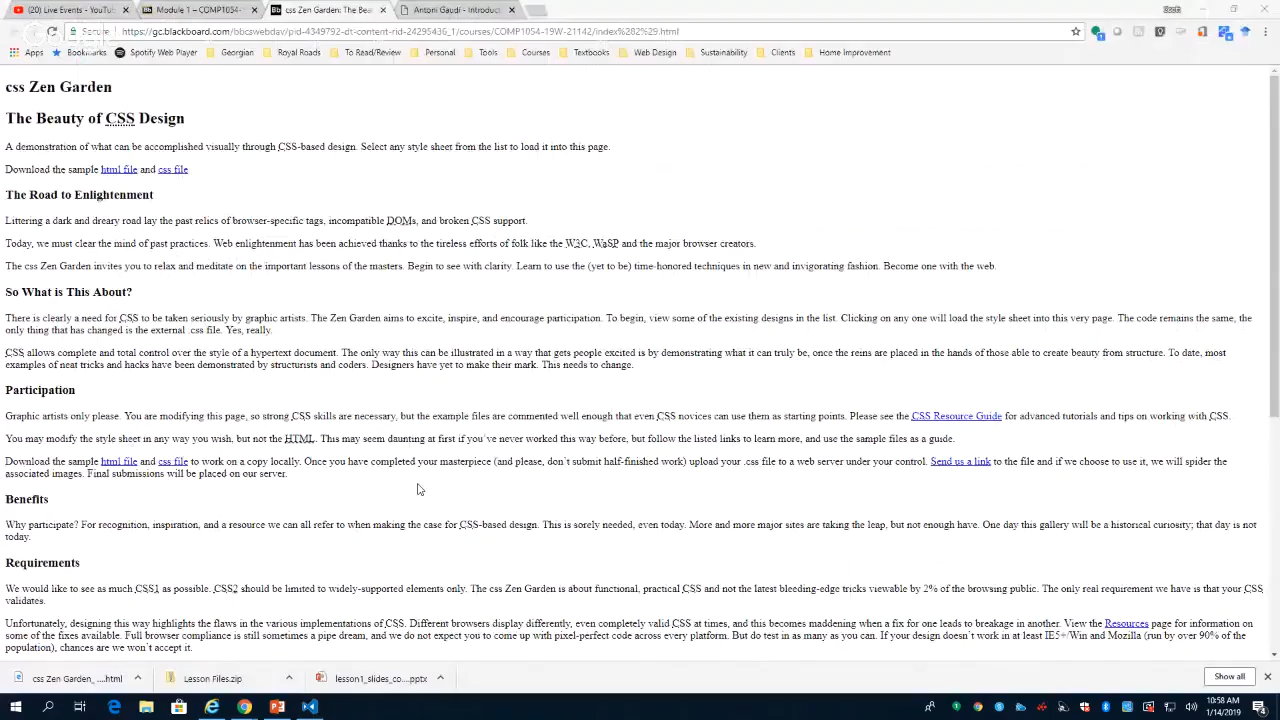 (20) Live Events - YouTub
Module 1 – COMP1054-
css Zen Garden: The Bea
Antoni Gaudí - Introduct
Secure https://gc.blackboard.com/bbcswebdav/pid-4349792-dt-content-rid-24295436_1/courses/COMP1054-19W-21142/index%282%29.html
Apps Bookmarks Spotify Web Player Georgian Royal Roads To Read/Review Personal Tools Courses Textbooks Web Design Sustainability Clients Home Improvement
css Zen Garden
The Beauty of CSS Design
A demonstration of what can be accomplished visually through CSS-based design. Select any style sheet from the list to load it into this page.
Download the sample html file and css file
The Road to Enlightenment
Littering a dark and dreary road lay the past relics of browser-specific tags, incompatible DOMs, and broken CSS support.
Today, we must clear the mind of past practices. Web enlightenment has been achieved thanks to the tireless efforts of folk like the W3C, WaSP and the major browser creators.
The css Zen Garden invites you to relax and meditate on the important lessons of the masters. Begin to see with clarity. Learn to use the (yet to be) time-honored techniques in new and invigorating fashion. Become one with the web.
So What is This About?
There is clearly a need for CSS to be taken seriously by graphic artists. The Zen Garden aims to excite, inspire, and encourage participation. To begin, view some of the existing designs in the list. Clicking on any one will load the style sheet into this very page. The code remains the same, the
only thing that has changed is the external .css file. Yes, really.
CSS allows complete and total control over the style of a hypertext document. The only way this can be illustrated in a way that gets people excited is by demonstrating what it can truly be, once the reins are placed in the hands of those able to create beauty from structure. To date, most
examples of neat tricks and hacks have been demonstrated by structurists and coders. Designers have yet to make their mark. This needs to change.
Participation
Graphic artists only please. You are modifying this page, so strong CSS skills are necessary, but the example files are commented well enough that even CSS novices can use them as starting points. Please see the CSS Resource Guide for advanced tutorials and tips on working with CSS.
You may modify the style sheet in any way you wish, but not the HTML. This may seem daunting at first if you've never worked this way before, but follow the listed links to learn more, and use the sample files as a guide.
Download the sample html file and css file to work on a copy locally. Once you have completed your masterpiece (and please, don't submit half-finished work) upload your .css file to a web server under your control. Send us a link to the file and if we choose to use it, we will spider the
associated images. Final submissions will be placed on our server.
Benefits
Why participate? For recognition, inspiration, and a resource we can all refer to when making the case for CSS-based design. This is sorely needed, even today. More and more major sites are taking the leap, but not enough have. One day this gallery will be a historical curiosity; that day is not
today.
Requirements
We would like to see as much CSS1 as possible. CSS2 should be limited to widely-supported elements only. The css Zen Garden is about functional, practical CSS and not the latest bleeding-edge tricks viewable by 2% of the browsing public. The only real requirement we have is that your CSS
validates.
Unfortunately, designing this way highlights the flaws in the various implementations of CSS. Different browsers display differently, even completely valid CSS at times, and this becomes maddening when a fix for one leads to breakage in another. View the Resources page for information on
some of the fixes available. Full browser compliance is still sometimes a pipe dream, and we do not expect you to come up with pixel-perfect code across every platform. But do test in as many as you can. If your design doesn't work in at least IE5+/Win and Mozilla (run by over 90% of the
population), chances are we won't accept it.
css Zen Garden_ ....html
Lesson Files.zip
lesson1_slides_co....pptx
Show all
10:58 AM
1/14/2019
4